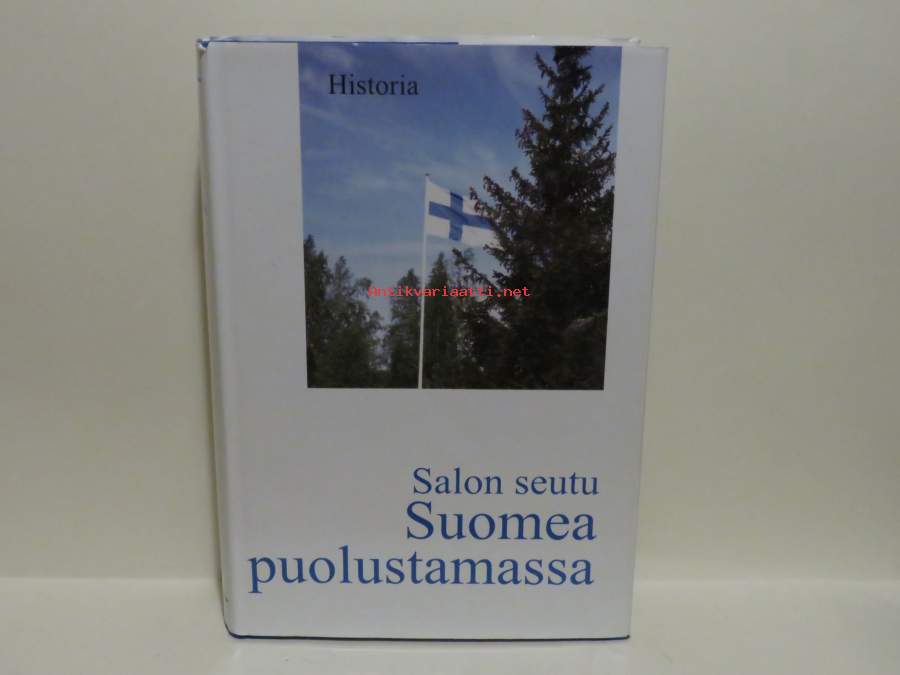 Historia
antikvariaatti.net
Salon seutu
Suomea
puolustamassa